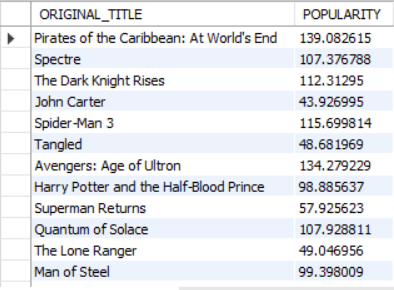 ORIGINAL_TITLE POPULARITY
Pirates of the Caribbean: At World's End 139.082615
Spectre 107.376788
The Dark Knight Rises 112.31295
John Carter 43.926995
Spider-Man 3 115.699814
Tangled 48.681969
Avengers: Age of Ultron 134.279229
Harry Potter and the Half-Blood Prince 98.885637
Superman Returns 57.925623
Quantum of Solace 107.928811
The Lone Ranger 49.046956
Man of Steel 99.398009